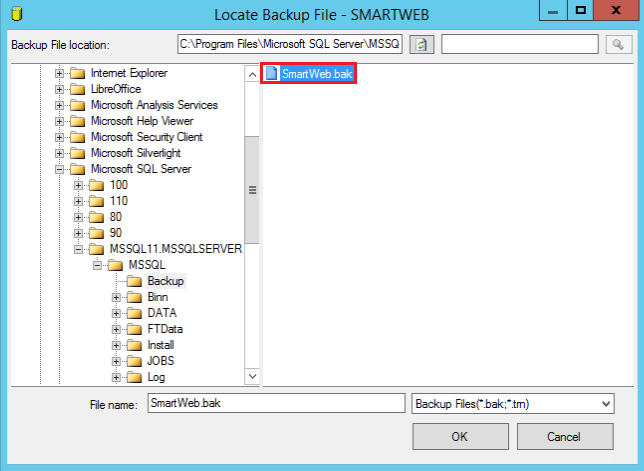 Locate Backup File - SMARTWEB
Backup File location:
C:\Program Files\Microsoft SQL Server\MSSQ
Internet Explorer
LibreOffice
Microsoft Analysis Services
Microsoft Help Viewer
Microsoft Security Client
Microsoft Silverlight
Microsoft SQL Server
100
110
80
90
MSSQL11.MSSQLSERVER
MSSQL
Backup
Binn
DATA
FTData
Install
JOBS
Log
SmartWeb.bak
File name:
SmartWeb.bak
Backup Files(*.bak;*.trn)
OK
Cancel